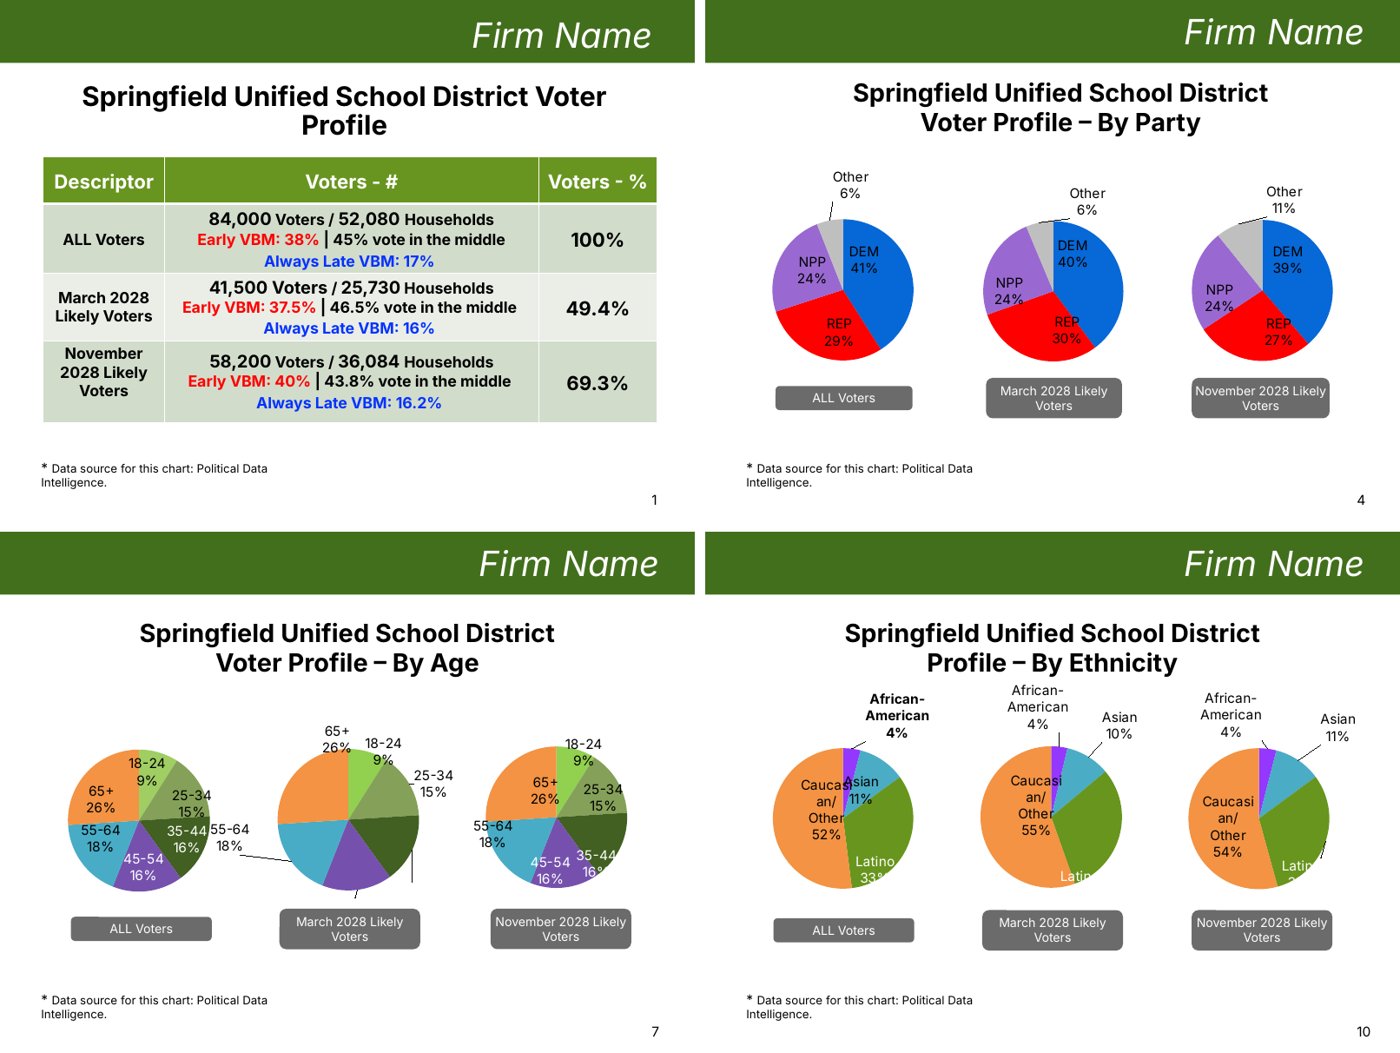 Firm Name
Springfield Unified School District Voter
Profile
Descriptor
Voters - #
Voters - %
ALL Voters
84,000 Voters / 52,080 Households
Early VBM: 38% | 45% vote in the middle
Always Late VBM: 17%
100%
March 2028
Likely Voters
41,500 Voters / 25,730 Households
Early VBM: 37.5% | 46.5% vote in the middle
Always Late VBM: 16%
49.4%
November
2028 Likely
Voters
58,200 Voters / 36,084 Households
Early VBM: 40% | 43.8% vote in the middle
Always Late VBM: 16.2%
69.3%
* Data source for this chart: Political Data
Intelligence.
1
Firm Name
Springfield Unified School District
Voter Profile – By Party
Other
6%
DEM
41%
NPP
24%
REP
29%
ALL Voters
Other
6%
DEM
40%
NPP
24%
REP
30%
March 2028 Likely
Voters
Other
11%
DEM
39%
NPP
24%
REP
27%
November 2028 Likely
Voters
* Data source for this chart: Political Data
Intelligence.
4
Firm Name
Springfield Unified School District
Voter Profile – By Age
18-24
9%
65+
26%
25-34
15%
55-64
18%
35-44
16%
45-54
16%
ALL Voters
65+
26%
18-24
9%
25-34
15%
55-64
18%
March 2028 Likely
Voters
18-24
9%
65+
26%
25-34
15%
55-64
18%
45-54
16%
35-44
16%
November 2028 Likely
Voters
* Data source for this chart: Political Data
Intelligence.
7
Firm Name
Springfield Unified School District
Profile – By Ethnicity
African-
American
4%
Caucasi
an/
Other
52%
Asian
11%
Latino
33%
ALL Voters
African-
American
4%
Asian
10%
Caucasi
an/
Other
55%
March 2028 Likely
Voters
African-
American
4%
Asian
11%
Caucasi
an/
Other
54%
November 2028 Likely
Voters
* Data source for this chart: Political Data
Intelligence.
10